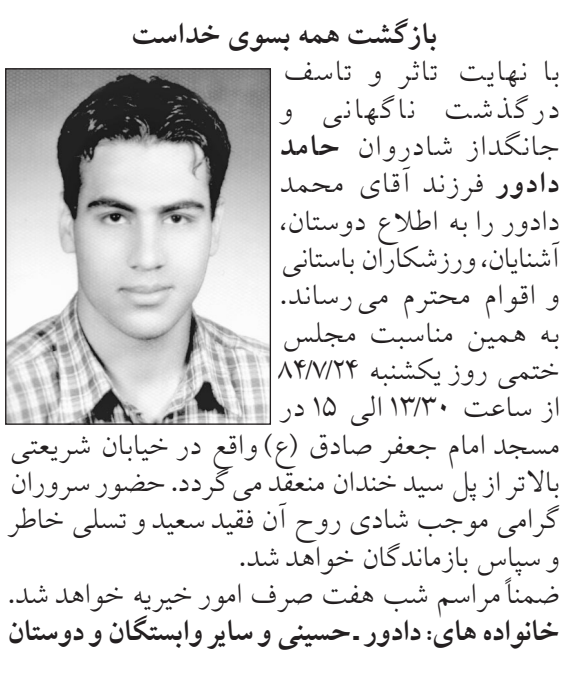 بازگشت همه بسوی خداست
با نهایت تاثر و تاسف
درگذشت ناگهانی و
جانگداز شادروان حامد
دادور فرزند آقای محمد
دادور را به اطلاع دوستان،
آشنایان، ورزشکاران باستانی
و اقوام محترم می‌رساند.
به همین مناسبت مجلس
ختمی روز یکشنبه ۸۴/۷/۲۴
از ساعت ۱۳/۳۰ الی ۱۵ در
مسجد امام جعفر صادق (ع) واقع در خیابان شریعتی
بالاتر از پل سید خندان منعقد می‌گردد. حضور سروران
گرامی موجب شادی روح آن فقید سعید و تسلی خاطر
و سپاس بازماندگان خواهد شد.
ضمناً مراسم شب هفت صرف امور خیریه خواهد شد.
خانواده های: دادور ـ حسینی و سایر وابستگان و دوستان